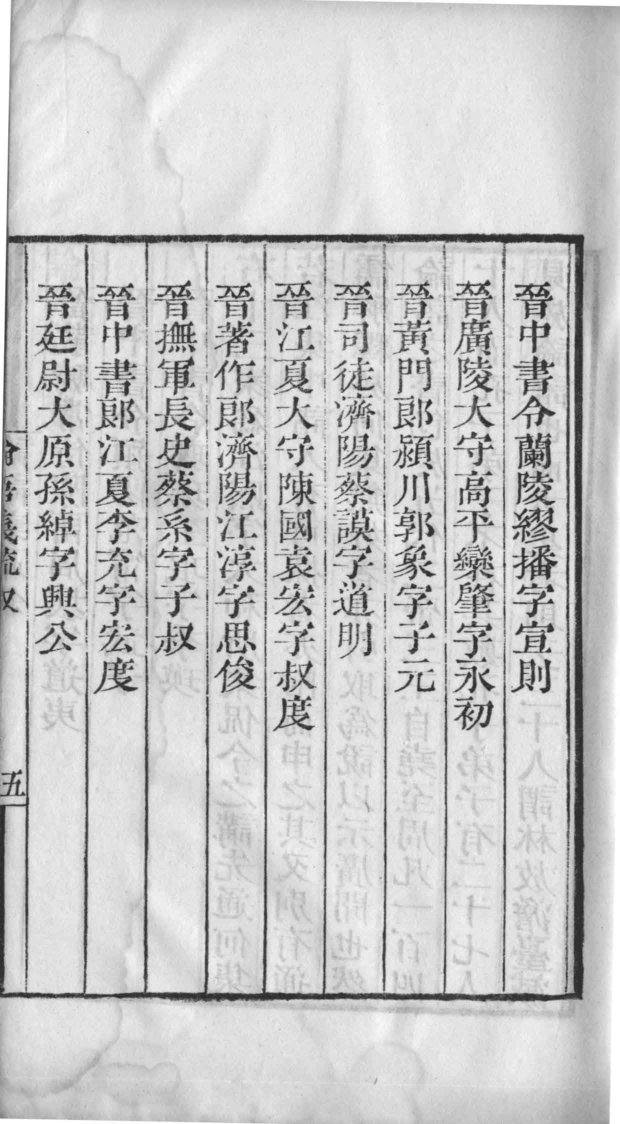 晉中書令蘭陵繆播字宣則
晉廣陵大守高平欒肇字永初
晉黃門郎潁川郭象字子元
晉司徒濟陽蔡謨字道明
晉江夏大守陳國袁宏字叔度
晉著作郎濟陽江淳字思俊
晉撫軍長史蔡系字子叔
晉中書郎江夏李充字宏度
晉廷尉大原孫綽字興公
論語義疏叙
五